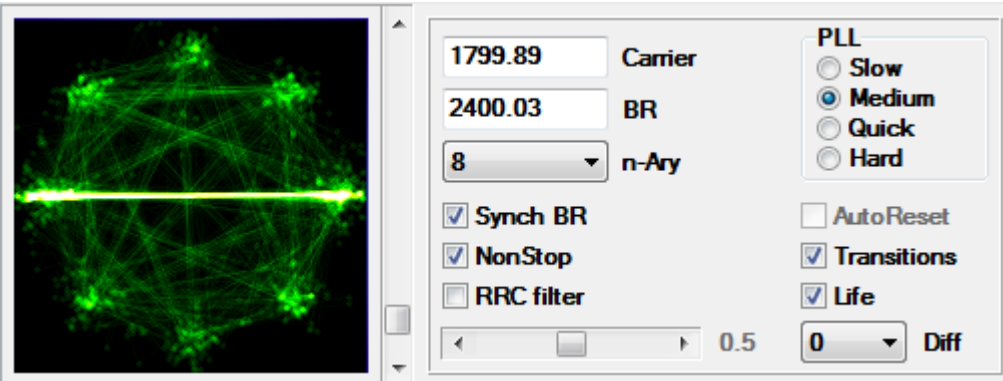 1799.89 Carrier
2400.03 BR
8 n-Ary
Synch BR
NonStop
RRC filter
0.5
PLL
Slow
Medium
Quick
Hard
AutoReset
Transitions
Life
0 Diff